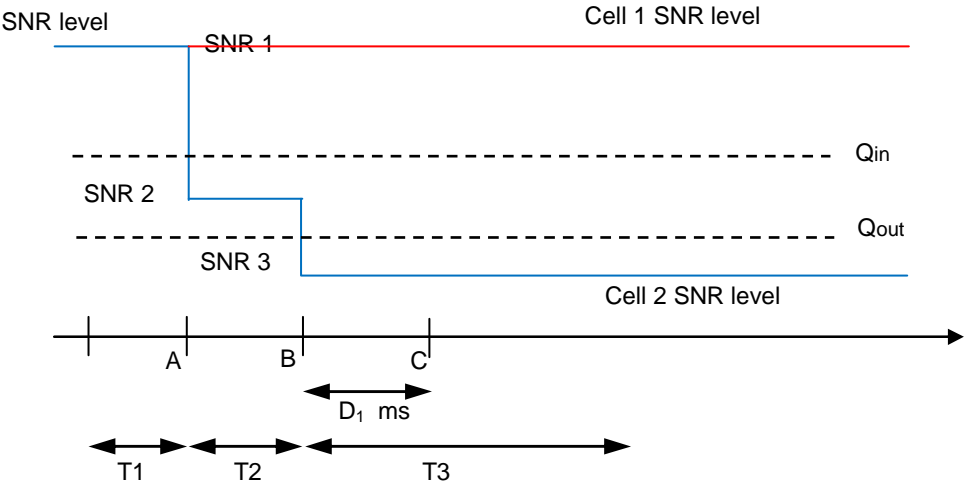 SNR level
Cell 1 SNR level
SNR 1
Qin
SNR 2
Qout
SNR 3
Cell 2 SNR level
A
B
C
D₁ ms
T1
T2
T3